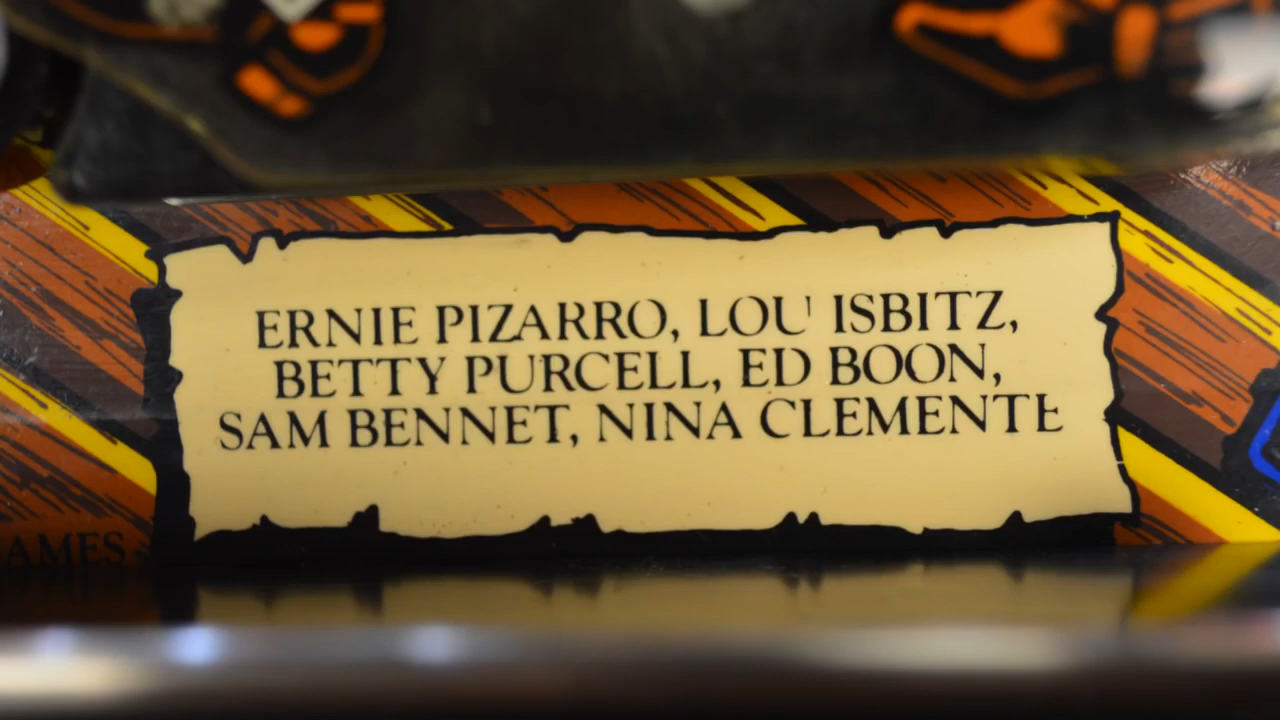 ERNIE PIZARRO, LOU ISBITZ,
BETTY PURCELL, ED BOON,
SAM BENNET, NINA CLEMENTE